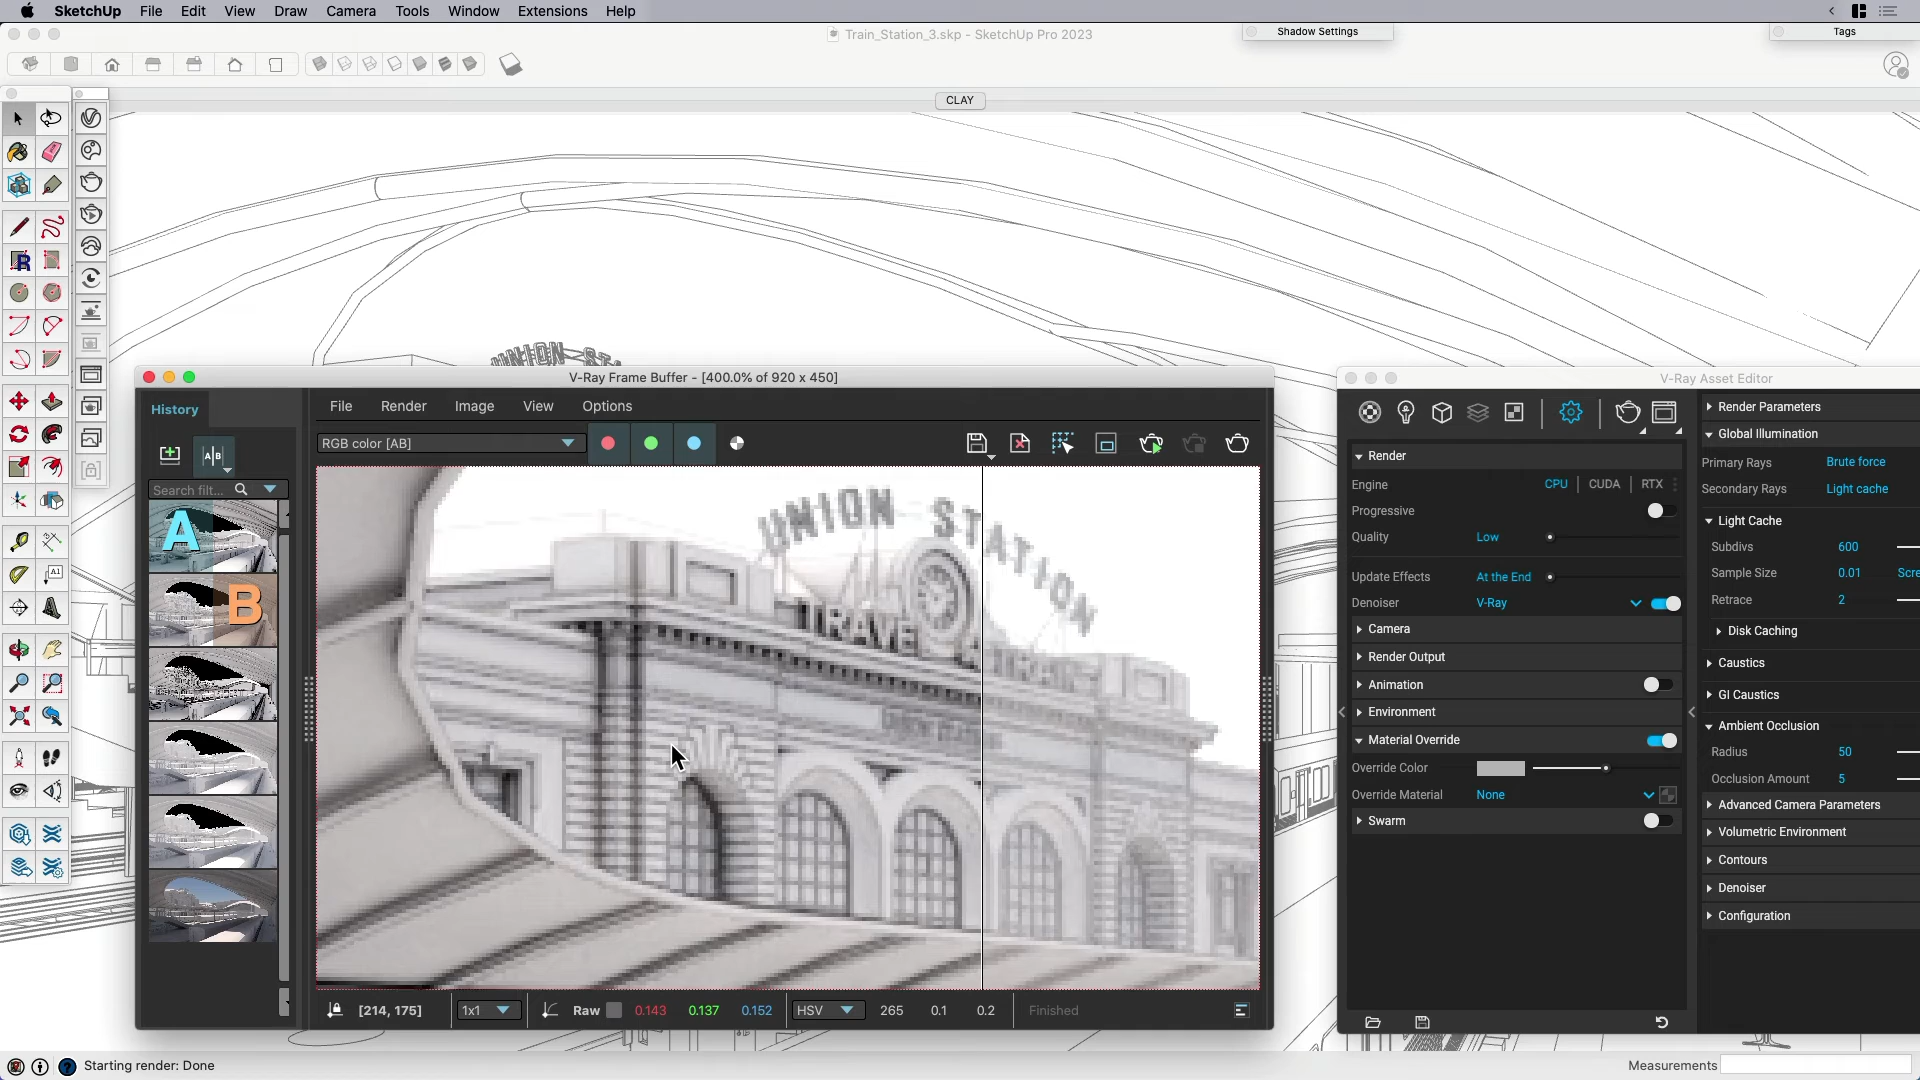 SketchUp File Edit View Draw Camera Tools Window Extensions Help
Train_Station_3.skp - SketchUp Pro 2023
Shadow Settings
Tags
CLAY
UNION STA
V-Ray Frame Buffer - [400.0% of 920 x 450]
History
File Render Image View Options
A|B
RGB color [AB]
Search filt...
A
B
UNION STATION
TRAVEL
[214, 175]
1x1
Raw
0.143 0.137 0.152
HSV
265 0.1 0.2
Finished
V-Ray Asset Editor
Render
Engine CPU CUDA RTX
Progressive
Quality Low
Update Effects At the End
Denoiser V-Ray
Camera
Render Output
Animation
Environment
Material Override
Override Color
Override Material None
Swarm
Render Parameters
Global Illumination
Primary Rays Brute force
Secondary Rays Light cache
Light Cache
Subdivs 600
Sample Size 0.01 Scre
Retrace 2
Disk Caching
Caustics
GI Caustics
Ambient Occlusion
Radius 50
Occlusion Amount 5
Advanced Camera Parameters
Volumetric Environment
Contours
Denoiser
Configuration
Starting render: Done
Measurements